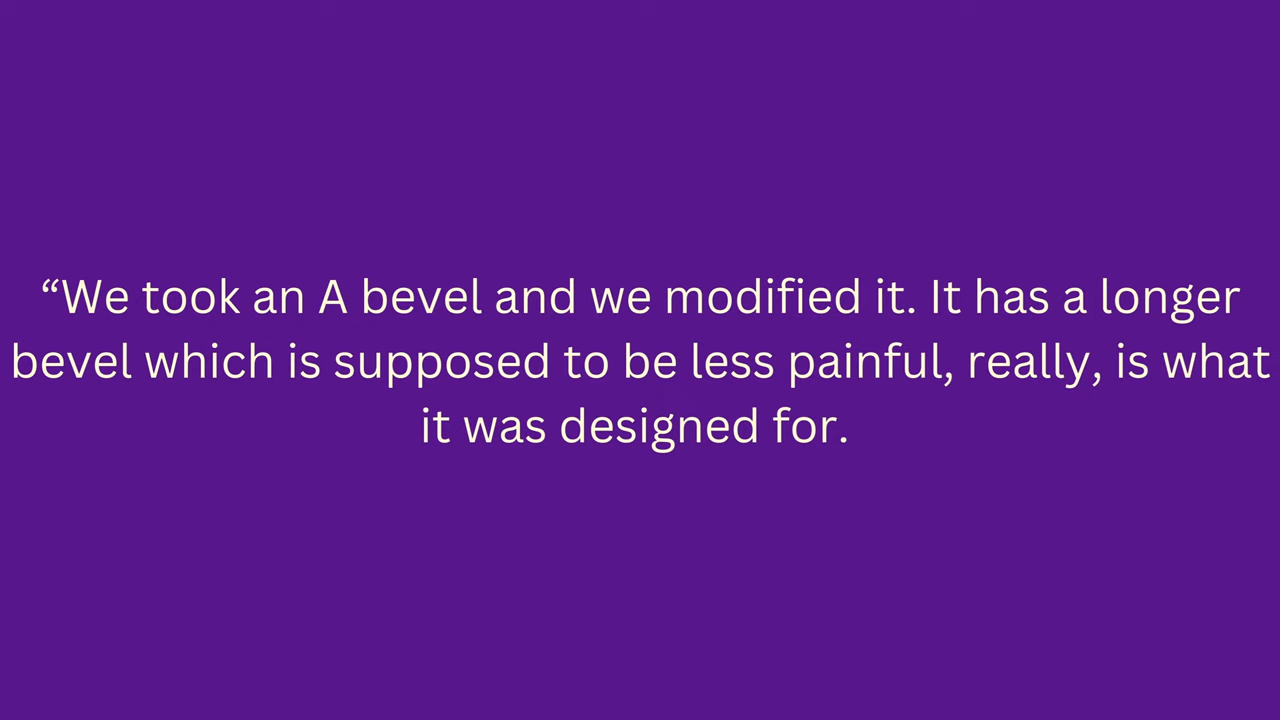 “We took an A bevel and we modified it. It has a longer
bevel which is supposed to be less painful, really, is what
it was designed for.